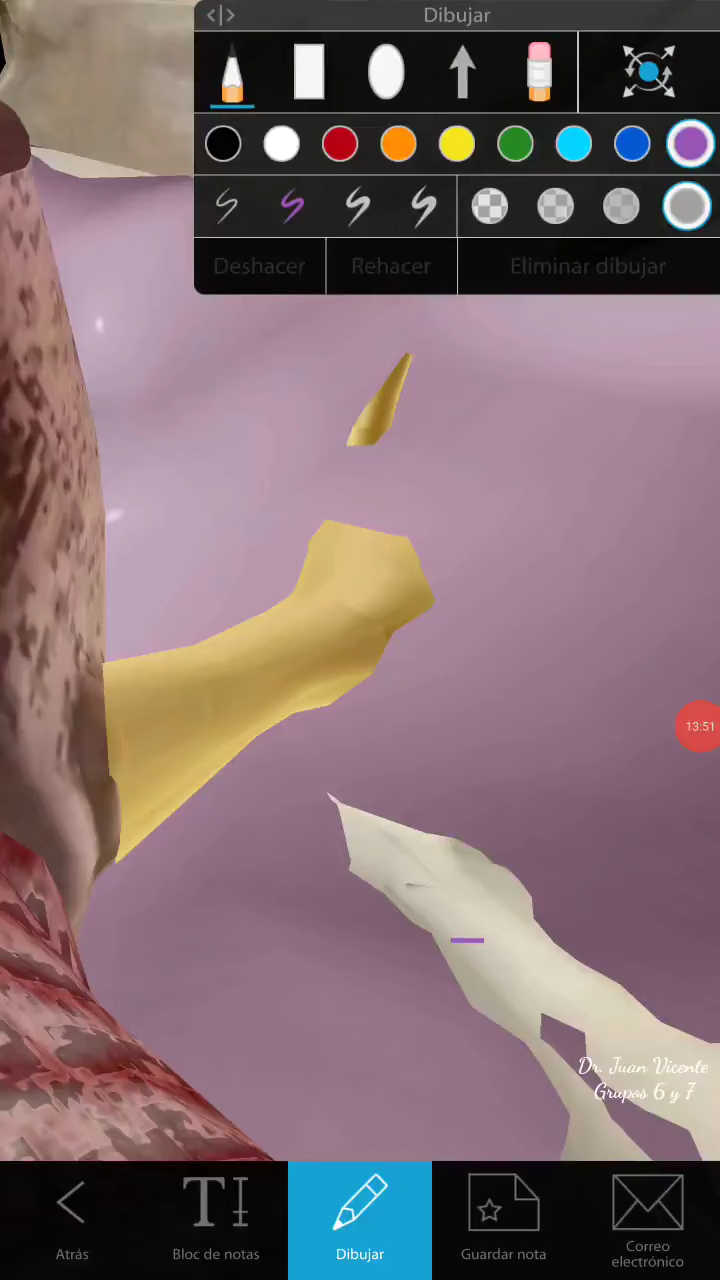 Dibujar
Deshacer
Rehacer
Eliminar dibujar
13:51
Dr. Juan Vicente
Grupos 6 y 7
Atrás
Bloc de notas
Dibujar
Guardar nota
Correo
electrónico